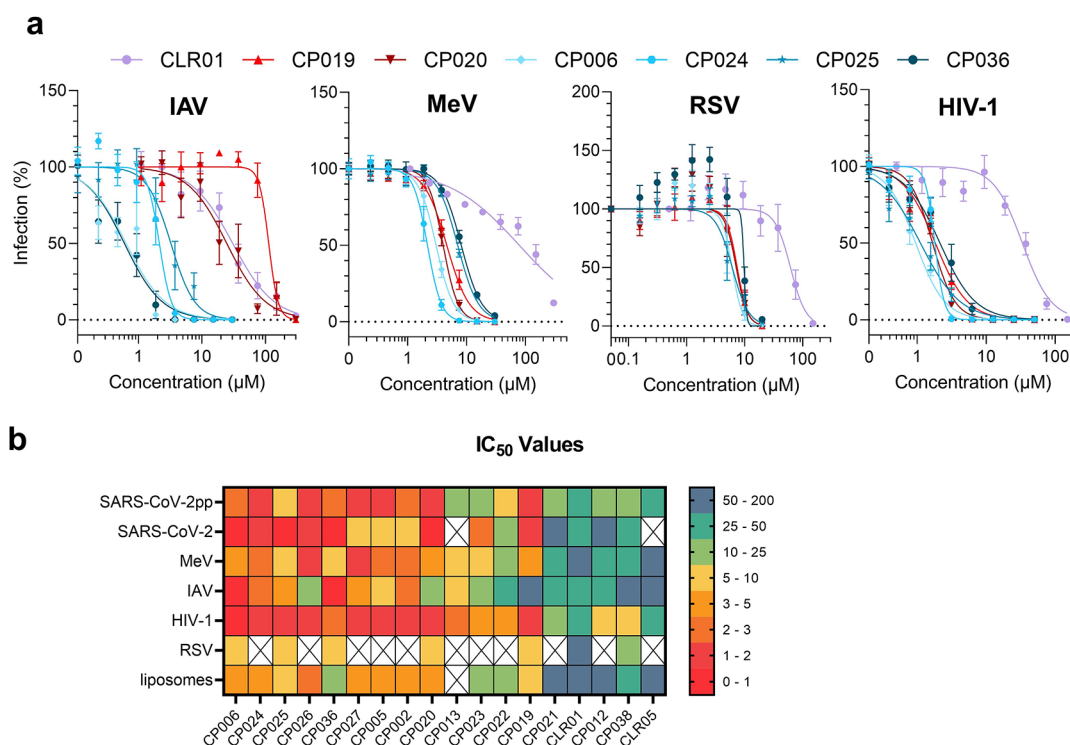 a
CLR01 CP019 CP020 CP006 CP024 CP025 CP036
IAV
MeV
RSV
HIV-1
Infection (%)
150
100
50
0
0 1 10 100
Concentration (µM)
150
100
50
0
0 1 10 100
Concentration (µM)
200
150
100
50
0
0 0.1 1 10 100
Concentration (µM)
150
100
50
0
0 1 10 100
Concentration (µM)
b
IC50 Values
SARS-CoV-2pp
SARS-CoV-2
MeV
IAV
HIV-1
RSV
liposomes
50 - 200
25 - 50
10 - 25
5 - 10
3 - 5
2 - 3
1 - 2
0 - 1
CP006 CP024 CP025 CP026 CP036 CP027 CP005 CP002 CP020 CP013 CP023 CP022 CP019 CP021 CLR01 CP012 CP038 CLR05